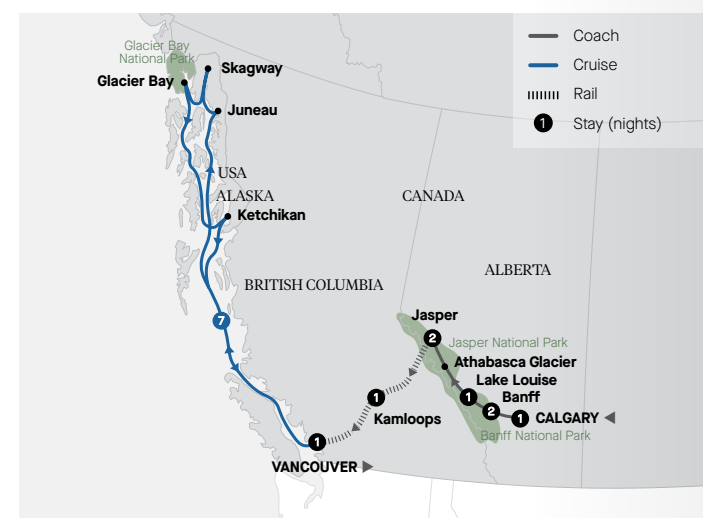 Coach
Cruise
Rail
1 Stay (nights)
Glacier Bay
National Park
Glacier Bay
Skagway
Juneau
USA
ALASKA
Ketchikan
CANADA
ALBERTA
BRITISH COLUMBIA
7
Jasper
2
Jasper National Park
Athabasca Glacier
Lake Louise
1
Banff
2
1
CALGARY
Banff National Park
1
Kamloops
1
VANCOUVER